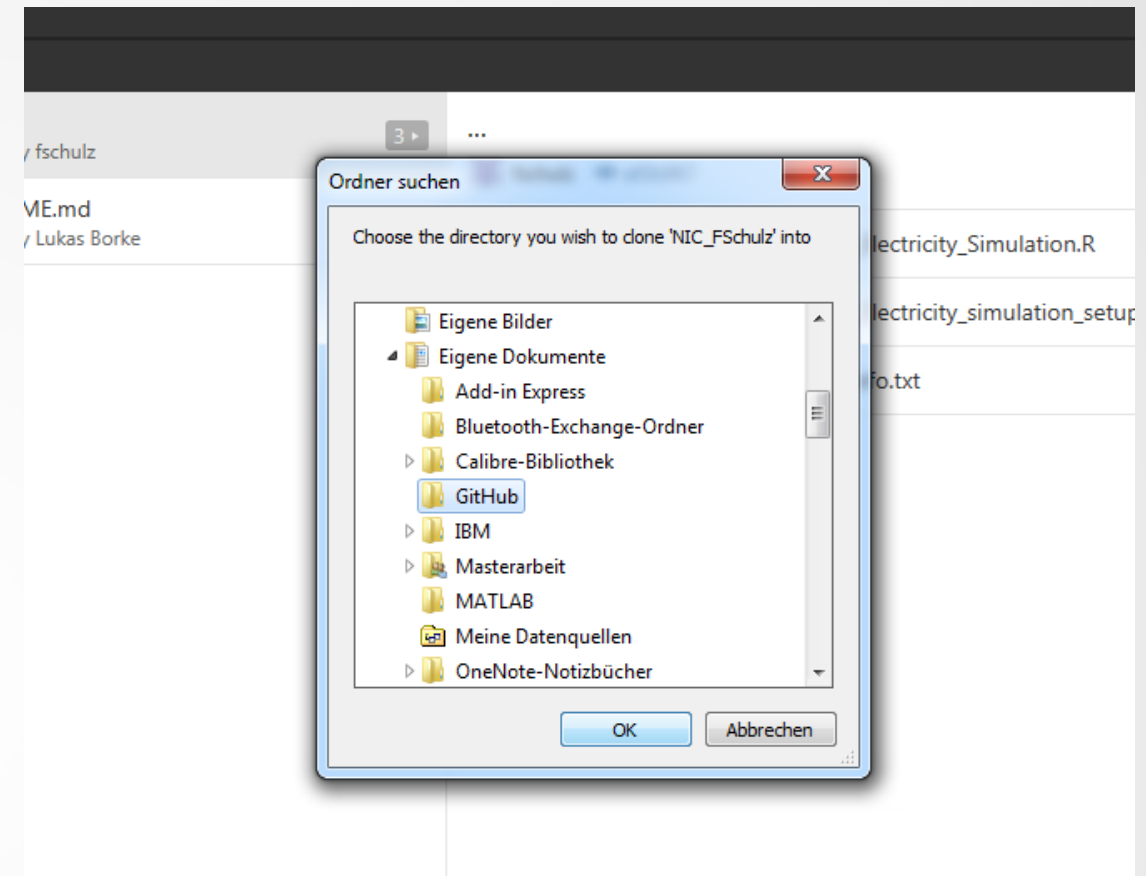 3
...
y fschulz
ME.md
y Lukas Borke
Ordner suchen
Choose the directory you wish to clone 'NIC_FSchulz' into
Eigene Bilder
Eigene Dokumente
Add-in Express
Bluetooth-Exchange-Ordner
Calibre-Bibliothek
GitHub
IBM
Masterarbeit
MATLAB
Meine Datenquellen
OneNote-Notizbücher
OK
Abbrechen
lectricity_Simulation.R
lectricity_simulation_setup
fo.txt